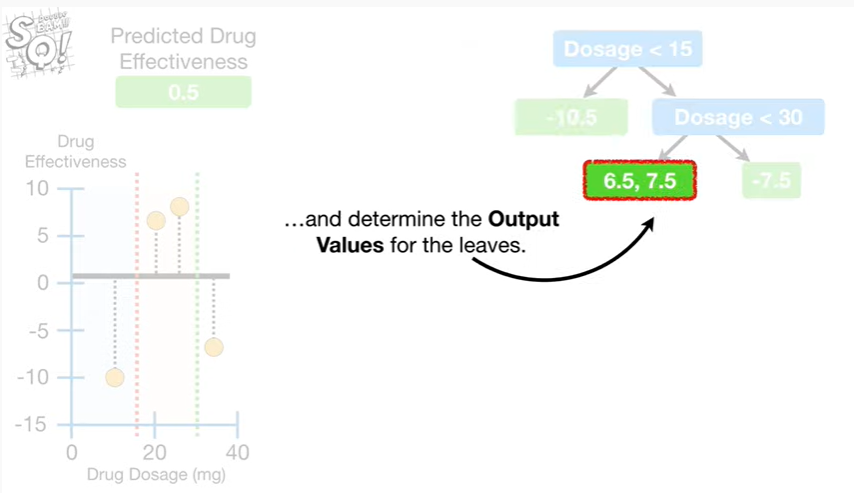 SQ!
Predicted Drug
Effectiveness
0.5
Dosage < 15
-10.5
Dosage < 30
6.5, 7.5
-7.5
…and determine the Output
Values for the leaves.
Drug
Effectiveness
10
5
0
-5
-10
-15
0
20
40
Drug Dosage (mg)